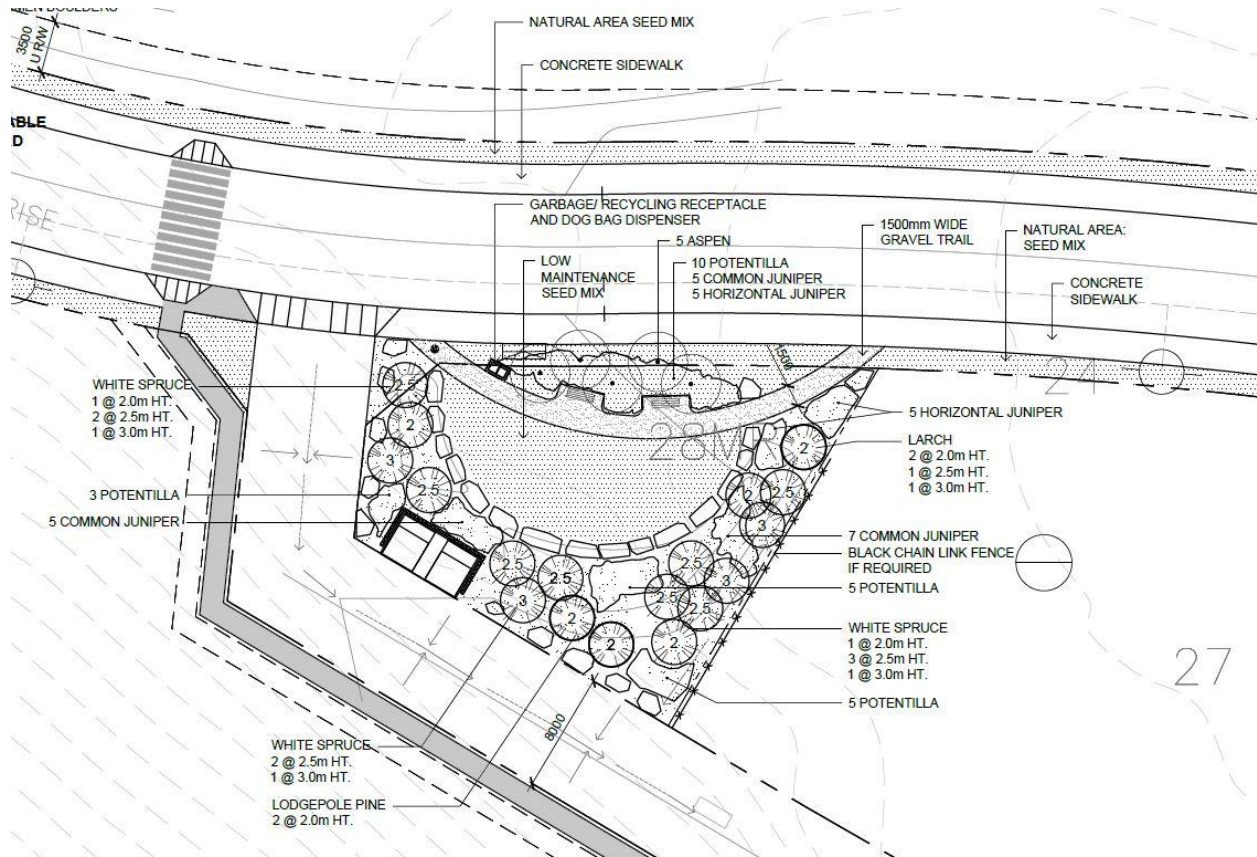 MEN BOULDERS
3500
U R/W
NATURAL AREA SEED MIX
CONCRETE SIDEWALK
ABLE
D
RISE
GARBAGE/ RECYCLING RECEPTACLE
AND DOG BAG DISPENSER
5 ASPEN
10 POTENTILLA
5 COMMON JUNIPER
5 HORIZONTAL JUNIPER
LOW
MAINTENANCE
SEED MIX
1500mm WIDE
GRAVEL TRAIL
NATURAL AREA:
SEED MIX
CONCRETE
SIDEWALK
1500
24
WHITE SPRUCE
1 @ 2.0m HT.
2 @ 2.5m HT.
1 @ 3.0m HT.
2.5
2
3
2.5
28MR
3 POTENTILLA
5 COMMON JUNIPER
5 HORIZONTAL JUNIPER
LARCH
2 @ 2.0m HT.
1 @ 2.5m HT.
1 @ 3.0m HT.
2
2
2.5
3
7 COMMON JUNIPER
BLACK CHAIN LINK FENCE
IF REQUIRED
5 POTENTILLA
2.5
2.5
3
2
2
2.5
3
2.5
2.5
2
WHITE SPRUCE
1 @ 2.0m HT.
3 @ 2.5m HT.
1 @ 3.0m HT.
5 POTENTILLA
27
8000
WHITE SPRUCE
2 @ 2.5m HT.
1 @ 3.0m HT.
LODGEPOLE PINE
2 @ 2.0m HT.